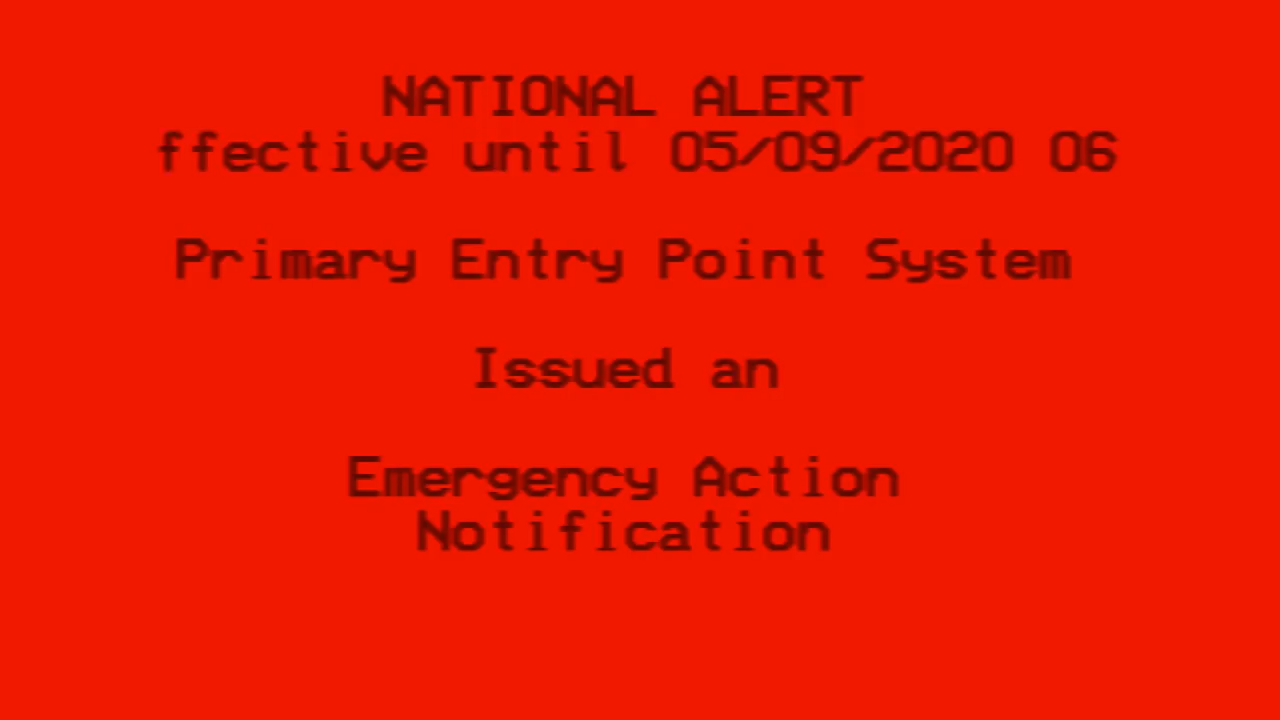 NATIONAL ALERT
ffective until 05/09/2020 06
Primary Entry Point System
Issued an
Emergency Action
Notification